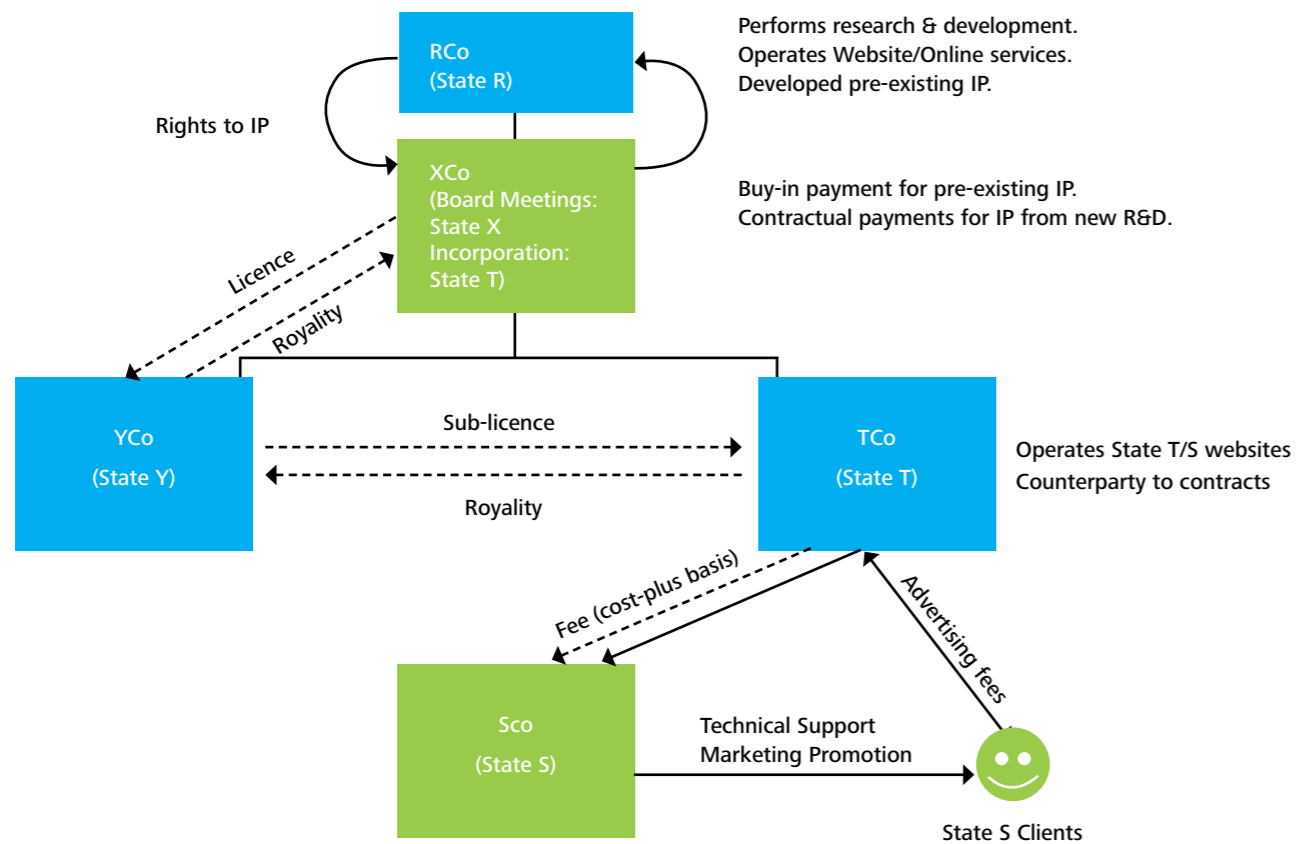 RCo
(State R)
Performs research & development.
Operates Website/Online services.
Developed pre-existing IP.
Rights to IP
XCo
(Board Meetings:
State X
Incorporation:
State T)
Buy-in payment for pre-existing IP.
Contractual payments for IP from new R&D.
Licence
Royality
YCo
(State Y)
Sub-licence
Royality
TCo
(State T)
Operates State T/S websites
Counterparty to contracts
Fee (cost-plus basis)
Advertising fees
Sco
(State S)
Technical Support
Marketing Promotion
State S Clients